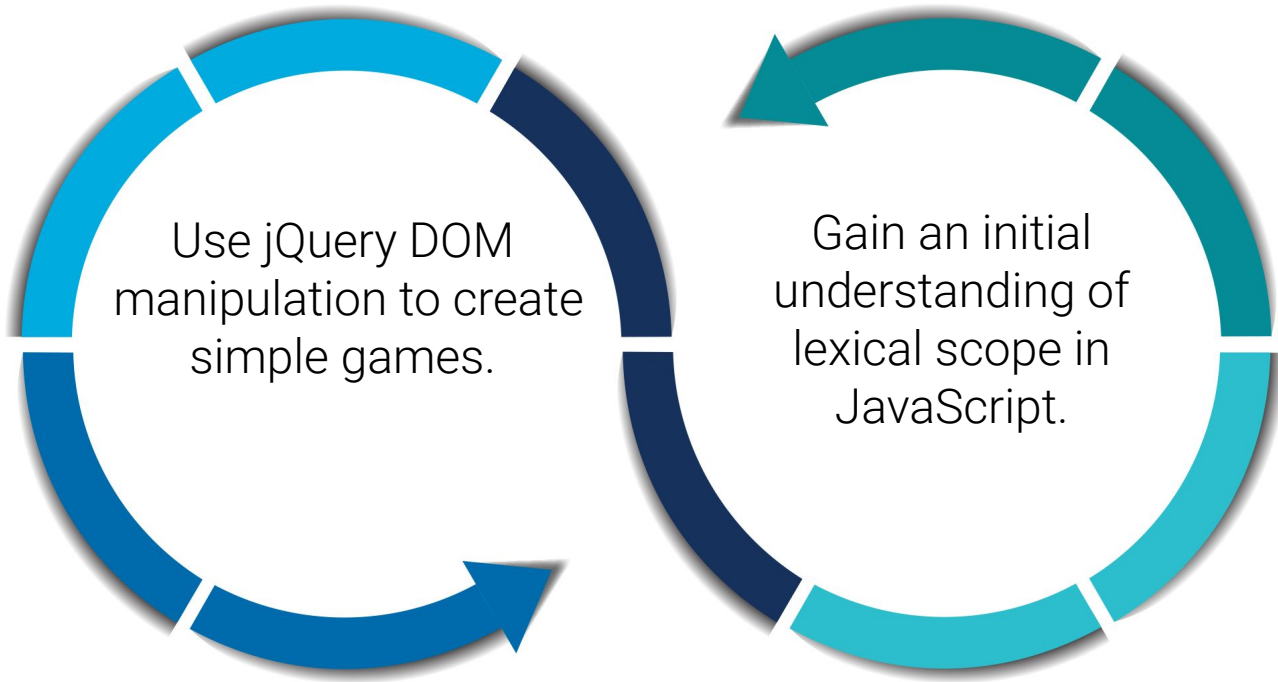 Use jQuery DOM
manipulation to create
simple games.
Gain an initial
understanding of
lexical scope in
JavaScript.